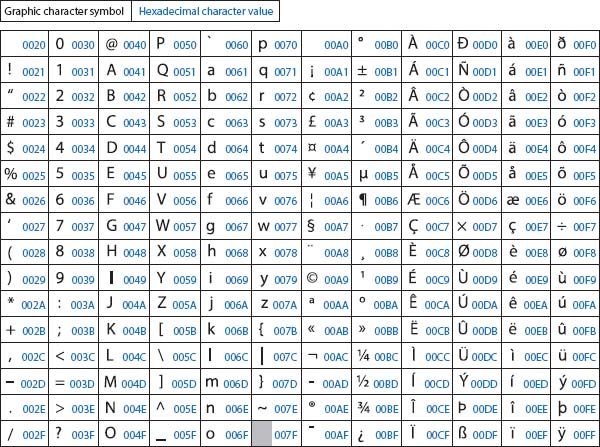 Graphic character symbol Hexadecimal character value
0020 0 0030 @ 0040 P 0050 ` 0060 p 0070 00A0 ° 00B0 À 00C0 Ð 00D0 à 00E0 ð 00F0
! 0021 1 0031 A 0041 Q 0051 a 0061 q 0071 ¡ 00A1 ± 00B1 Á 00C1 Ñ 00D1 á 00E1 ñ 00F1
“ 0022 2 0032 B 0042 R 0052 b 0062 r 0072 ¢ 00A2 ² 00B2 Â 00C2 Ò 00D2 â 00E2 ò 00F2
# 0023 3 0033 C 0043 S 0053 c 0063 s 0073 £ 00A3 ³ 00B3 Ã 00C3 Ó 00D3 ã 00E3 ó 00F3
$ 0024 4 0034 D 0044 T 0054 d 0064 t 0074 ¤ 00A4 ´ 00B4 Ä 00C4 Ô 00D4 ä 00E4 ô 00F4
% 0025 5 0035 E 0045 U 0055 e 0065 u 0075 ¥ 00A5 µ 00B5 Å 00C5 Õ 00D5 å 00E5 õ 00F5
& 0026 6 0036 F 0046 V 0056 f 0066 v 0076 ¦ 00A6 ¶ 00B6 Æ 00C6 Ö 00D6 æ 00E6 ö 00F6
‘ 0027 7 0037 G 0047 W 0057 g 0067 w 0077 § 00A7 · 00B7 Ç 00C7 × 00D7 ç 00E7 ÷ 00F7
( 0028 8 0038 H 0048 X 0058 h 0068 x 0078 ¨ 00A8 ¸ 00B8 È 00C8 Ø 00D8 è 00E8 ø 00F8
) 0029 9 0039 I 0049 Y 0059 i 0069 y 0079 © 00A9 ¹ 00B9 É 00C9 Ù 00D9 é 00E9 ù 00F9
* 002A : 003A J 004A Z 005A j 006A z 007A ª 00AA º 00BA Ê 00CA Ú 00DA ê 00EA ú 00FA
+ 002B ; 003B K 004B [ 005B k 006B { 007B « 00AB » 00BB Ë 00CB Û 00DB ë 00EB û 00FB
, 002C < 003C L 004C \ 005C l 006C | 007C ¬ 00AC ¼ 00BC Ì 00CC Ü 00DC ì 00EC ü 00FC
– 002D = 003D M 004D ] 005D m 006D } 007D - 00AD ½ 00BD Í 00CD Ý 00DD í 00ED ý 00FD
. 002E > 003E N 004E ^ 005E n 006E ~ 007E ® 00AE ¾ 00BE Î 00CE Þ 00DE î 00EE þ 00FE
/ 002F ? 003F O 004F _ 005F o 006F 007F ¯ 00AF ¿ 00BF Ï 00CF ß 00DF ï 00EF ÿ 00FF